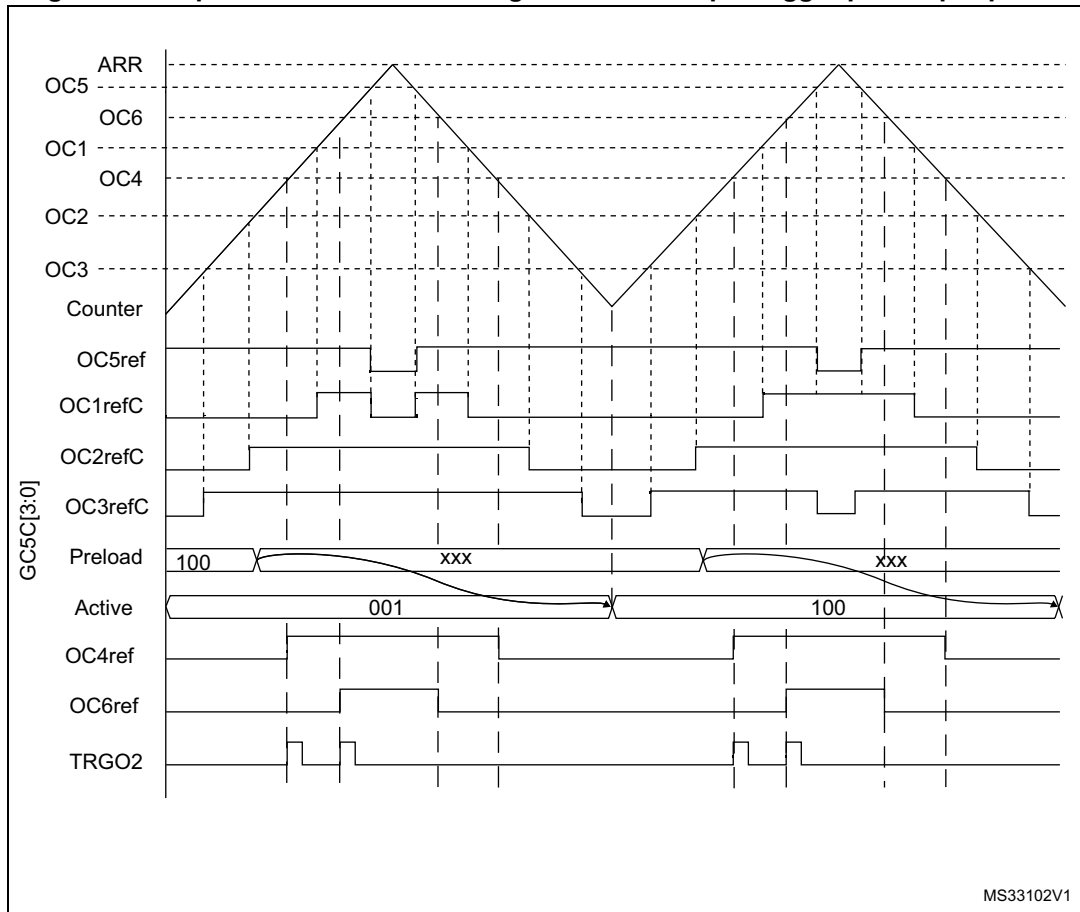 ARR
OC5
OC6
OC1
OC4
OC2
OC3
Counter
OC5ref
OC1refC
OC2refC
OC3refC
GC5C[3:0]
Preload 100 xxx xxx
Active 001 100
OC4ref
OC6ref
TRGO2
MS33102V1